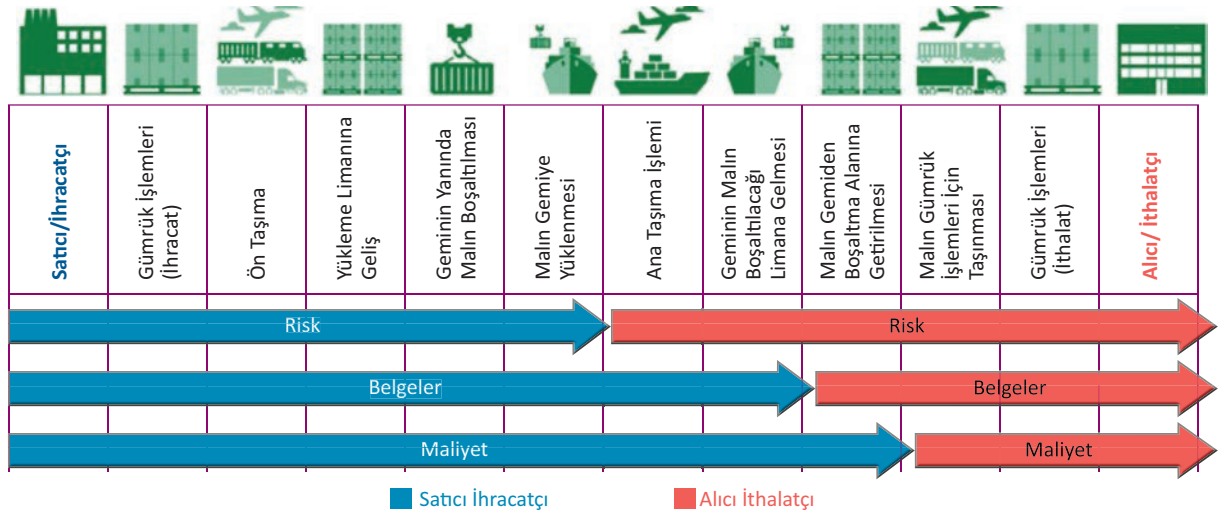 Satıcı/İhracatçı
Gümrük İşlemleri
(İhracat)
Ön Taşıma
Yükleme Limanına
Geliş
Geminin Yanında
Malın Boşaltılması
Malın Gemiye
Yüklenmesi
Ana Taşıma İşlemi
Geminin Malın
Boşaltılacağı
Limana Gelmesi
Malın Gemiden
Boşaltma Alanına
Getirilmesi
Malın Gümrük
İşlemleri İçin
Taşınması
Gümrük İşlemleri
(İthalat)
Alıcı/ İthalatçı
Risk
Risk
Belgeler
Belgeler
Maliyet
Maliyet
Satıcı İhracatçı
Alıcı İthalatçı